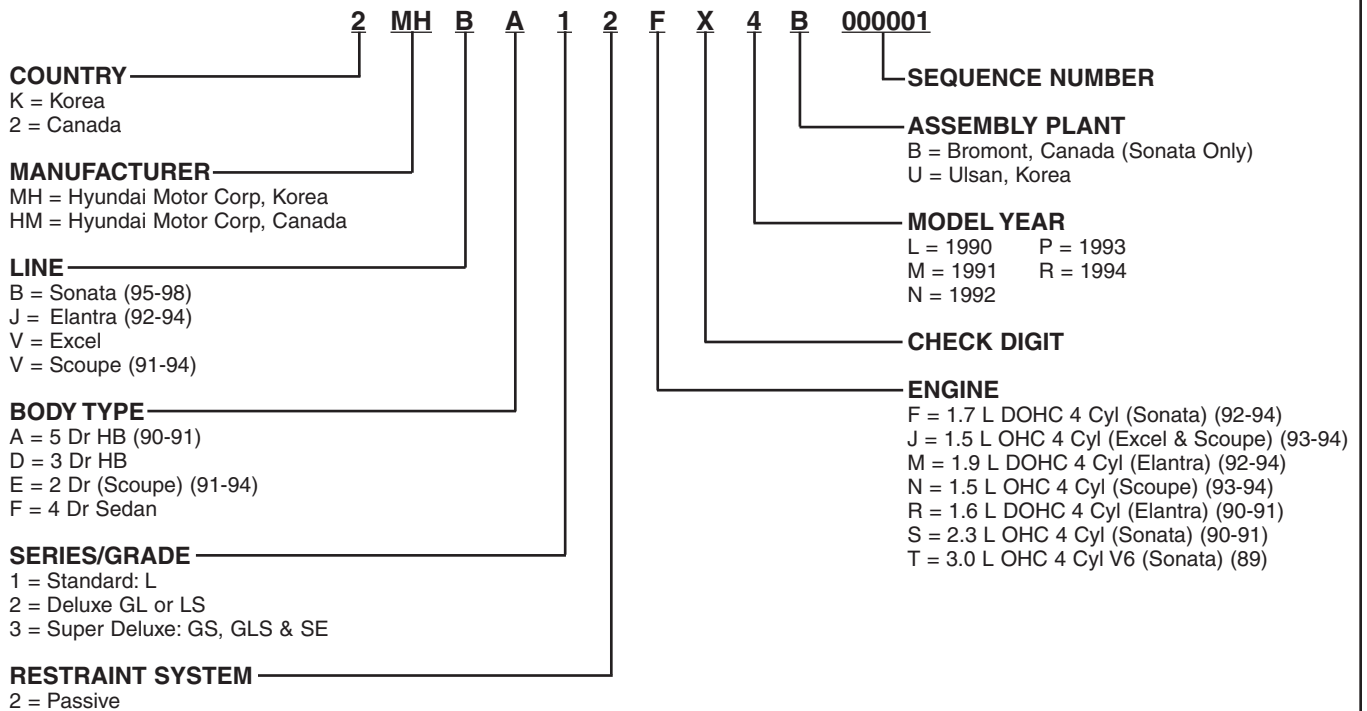 2 MH B A 1 2 F X 4 B 000001
COUNTRY
K = Korea
2 = Canada
MANUFACTURER
MH = Hyundai Motor Corp, Korea
HM = Hyundai Motor Corp, Canada
LINE
B = Sonata (95-98)
J = Elantra (92-94)
V = Excel
V = Scoupe (91-94)
BODY TYPE
A = 5 Dr HB (90-91)
D = 3 Dr HB
E = 2 Dr (Scoupe) (91-94)
F = 4 Dr Sedan
SERIES/GRADE
1 = Standard: L
2 = Deluxe GL or LS
3 = Super Deluxe: GS, GLS & SE
RESTRAINT SYSTEM
2 = Passive
SEQUENCE NUMBER
ASSEMBLY PLANT
B = Bromont, Canada (Sonata Only)
U = Ulsan, Korea
MODEL YEAR
L = 1990 P = 1993
M = 1991 R = 1994
N = 1992
CHECK DIGIT
ENGINE
F = 1.7 L DOHC 4 Cyl (Sonata) (92-94)
J = 1.5 L OHC 4 Cyl (Excel & Scoupe) (93-94)
M = 1.9 L DOHC 4 Cyl (Elantra) (92-94)
N = 1.5 L OHC 4 Cyl (Scoupe) (93-94)
R = 1.6 L DOHC 4 Cyl (Elantra) (90-91)
S = 2.3 L OHC 4 Cyl (Sonata) (90-91)
T = 3.0 L OHC 4 Cyl V6 (Sonata) (89)